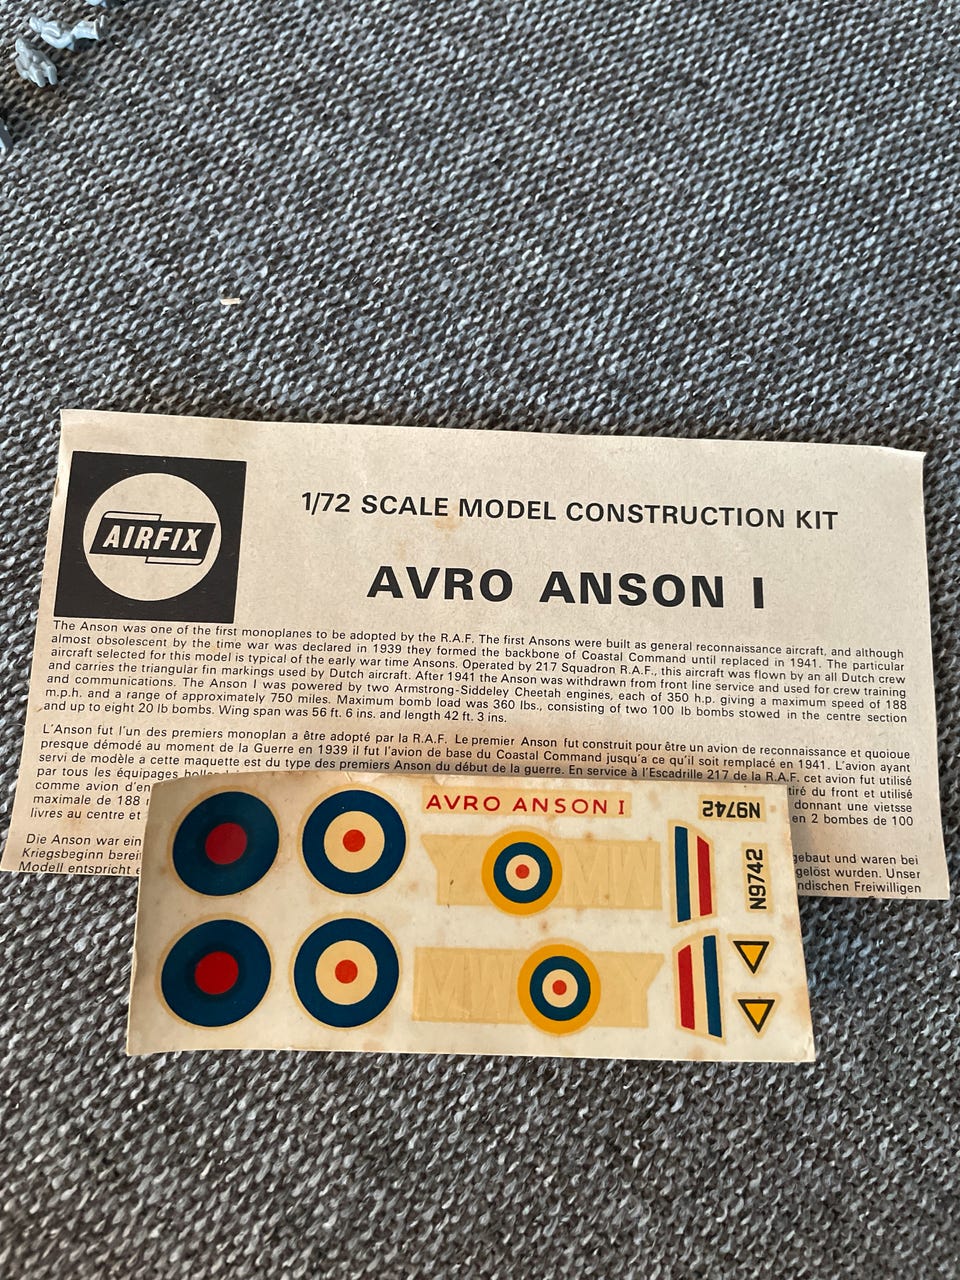 AIRFIX
1/72 SCALE MODEL CONSTRUCTION KIT
AVRO ANSON I
The Anson was one of the first monoplanes to be adopted by the R.A.F. The first Ansons were built as general reconnaissance aircraft, and although
almost obsolescent by the time war was declared in 1939 they formed the backbone of Coastal Command until replaced in 1941. The particular
aircraft selected for this model is typical of the early war time Ansons. Operated by 217 Squadron R.A.F., this aircraft was flown by an all Dutch crew
and carries the triangular fin markings used by Dutch aircraft. After 1941 the Anson was withdrawn from front line service and used for crew training
and communications. The Anson I was powered by two Armstrong-Siddeley Cheetah engines, each of 350 h.p. giving a maximum speed of 188
m.p.h. and a range of approximately 750 miles. Maximum bomb load was 360 lbs., consisting of two 100 lb bombs stowed in the centre section
and up to eight 20 lb bombs. Wing span was 56 ft. 6 ins. and length 42 ft. 3 ins.
L'Anson fut l'un des premiers monoplan a être adopté par la R.A.F. Le premier Anson fut construit pour être un avion de reconnaissance et quoique
presque démodé au moment de la Guerre en 1939 il fut l'avion de base du Coastal Command jusqu'a ce qu'il soit remplacé en 1941. L'avion ayant
servi de modèle a cette maquette est du type des premiers Anson du début de la guerre. En service à l'Escadrille 217 de la R.A.F. cet avion fut utilisé
par tous les équipages tiré du front et utilisé
comme avion d'en donnant une vietsse
maximale de 188 en 2 bombes de 100
livres au centre et
Die Anson war ein gebaut und waren bei
Kriegsbeginn berei gelöst wurden. Unser
Modell entspricht ndischen Freiwilligen
AVRO ANSON I
N9742
Y MW
N9742
MW Y